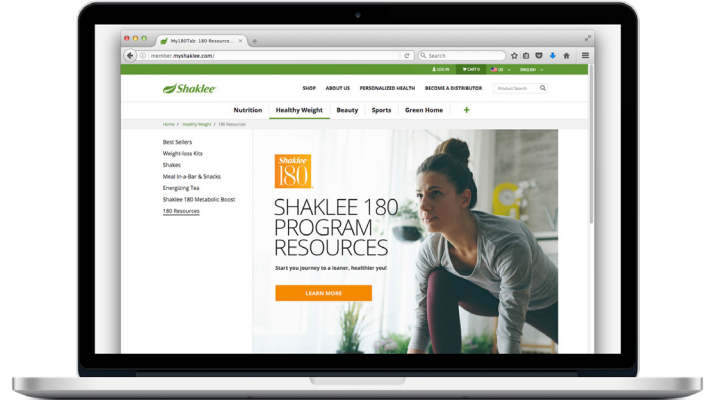 My180Tab: 180 Resource...
member.myshaklee.com/
Search
LOG IN
CART 0
US
ENGLISH
Shaklee
SHOP
ABOUT US
PERSONALIZED HEALTH
BECOME A DISTRIBUTOR
Product Search
Nutrition
Healthy Weight
Beauty
Sports
Green Home
+
Home / Healthy Weight / 180 Resources
Best Sellers
Weight-loss Kits
Shakes
Meal In-a-Bar & Snacks
Energizing Tea
Shaklee 180 Metabolic Boost
180 Resources
Shaklee
180
SHAKLEE 180
PROGRAM
RESOURCES
Start you journey to a leaner, healthier you!
LEARN MORE